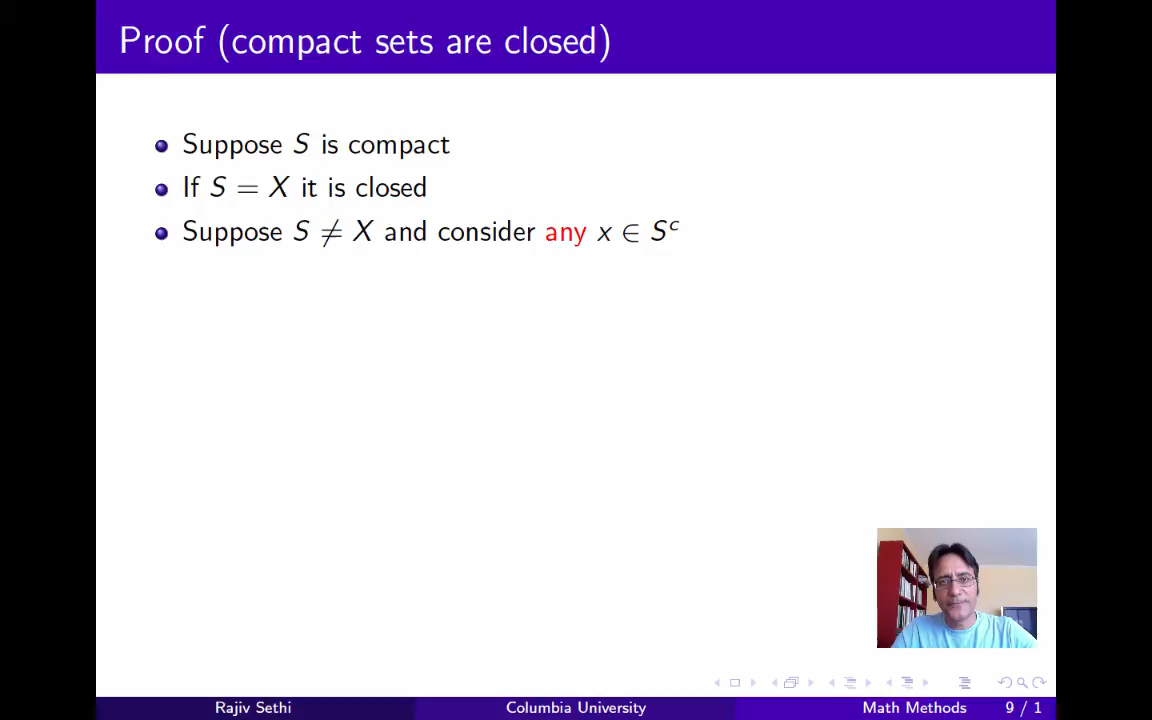 Proof (compact sets are closed)
Suppose S is compact
If S = X it is closed
Suppose S ≠ X and consider any x ∈ Sᶜ
Rajiv Sethi
Columbia University
Math Methods
9 / 1